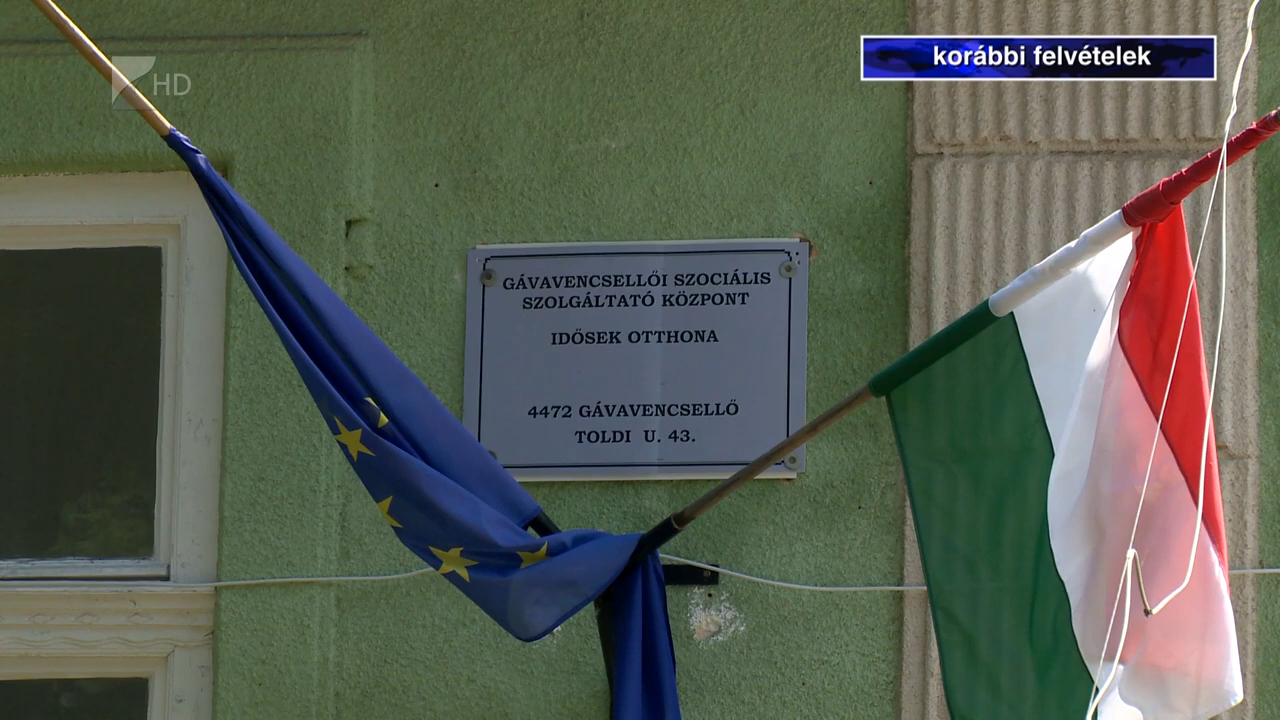 HD
korábbi felvételek
GÁVAVENCSELLŐI SZOCIÁLIS
SZOLGÁLTATÓ KÖZPONT
IDŐSEK OTTHONA
4472 GÁVAVENCSELLŐ
TOLDI U. 43.